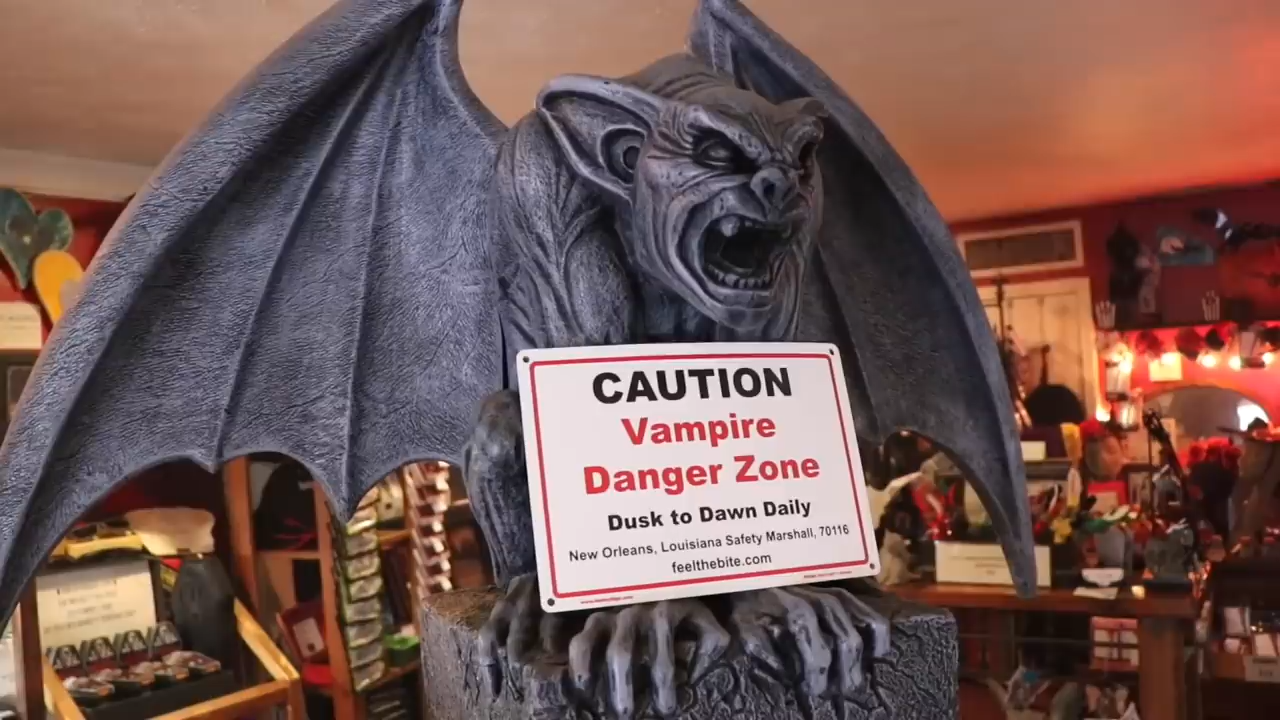 CAUTION
Vampire
Danger Zone
Dusk to Dawn Daily
New Orleans, Louisiana Safety Marshall, 70116
feelthebite.com